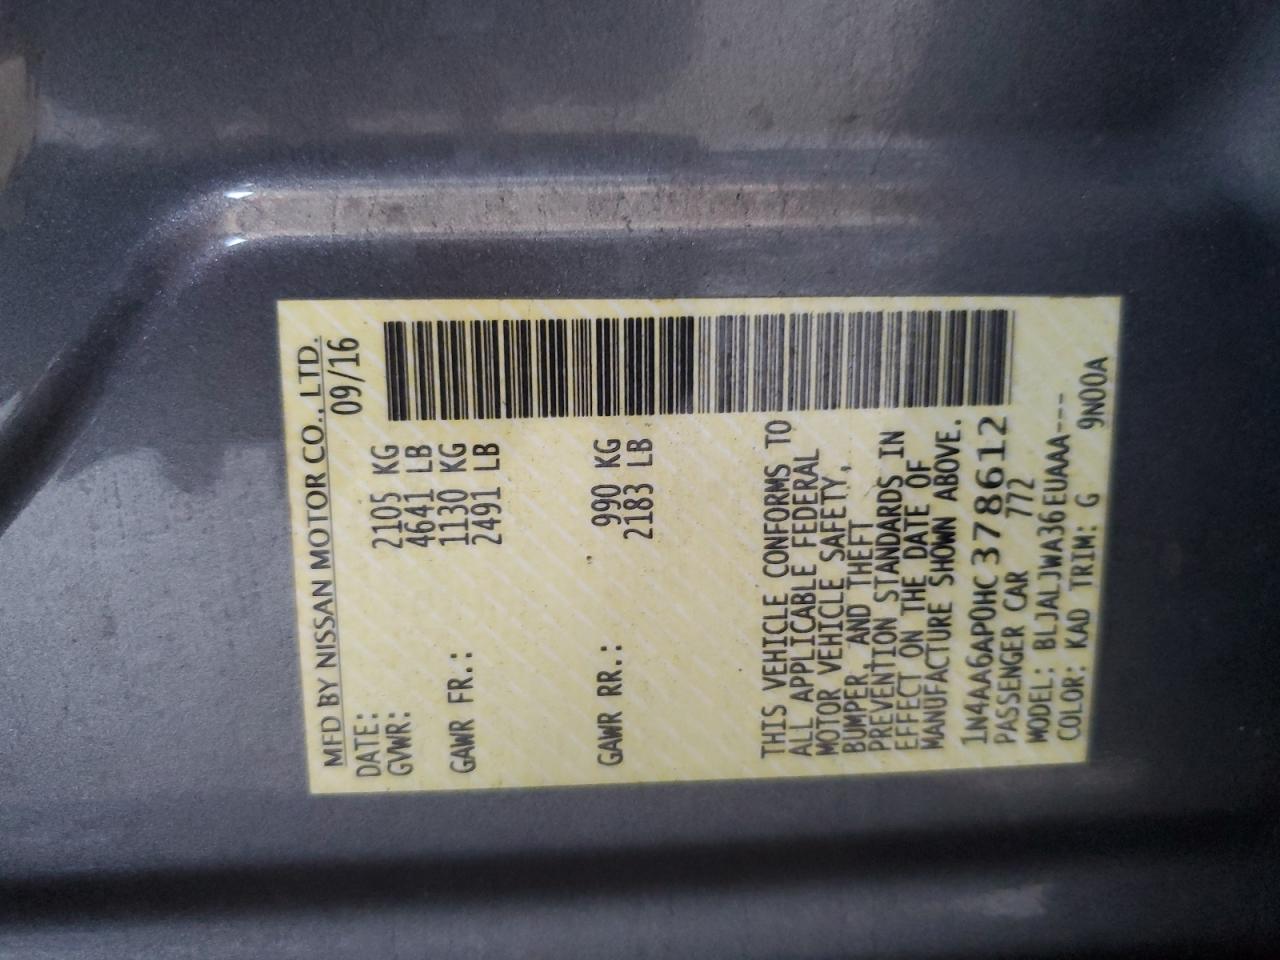 MFD BY NISSAN MOTOR CO., LTD.
DATE: 09/16
GVWR: 2105 KG
4641 LB
GAWR FR.: 1130 KG
2491 LB
GAWR RR.: 990 KG
2183 LB
THIS VEHICLE CONFORMS TO
ALL APPLICABLE FEDERAL
MOTOR VEHICLE SAFETY,
BUMPER, AND THEFT
PREVENTION STANDARDS IN
EFFECT ON THE DATE OF
MANUFACTURE SHOWN ABOVE.
1N4AA6AP0HC378612
PASSENGER CAR 772
MODEL: BLJALJWA36EUAAA---
COLOR: KAD TRIM: G 9N00A